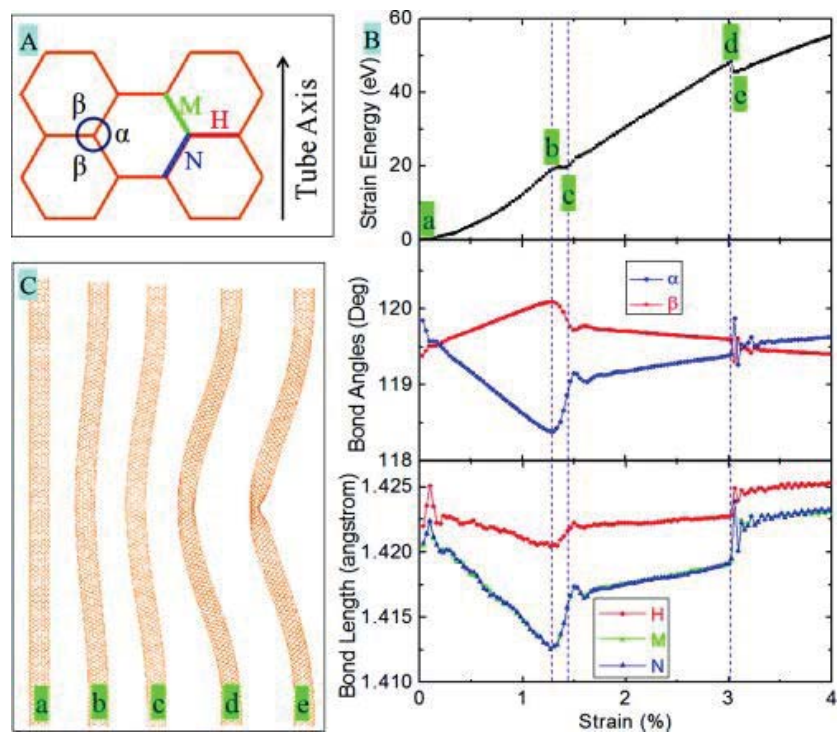 A
β
β
α
M
H
N
Tube Axis
C
a
b
c
d
e
B
Strain Energy (eV)
60
40
20
0
a
b
c
d
e
Bond Angles (Deg)
120
119
118
α
β
Bond Length (angstrom)
1.425
1.420
1.415
1.410
H
M
N
0 1 2 3 4
Strain (%)